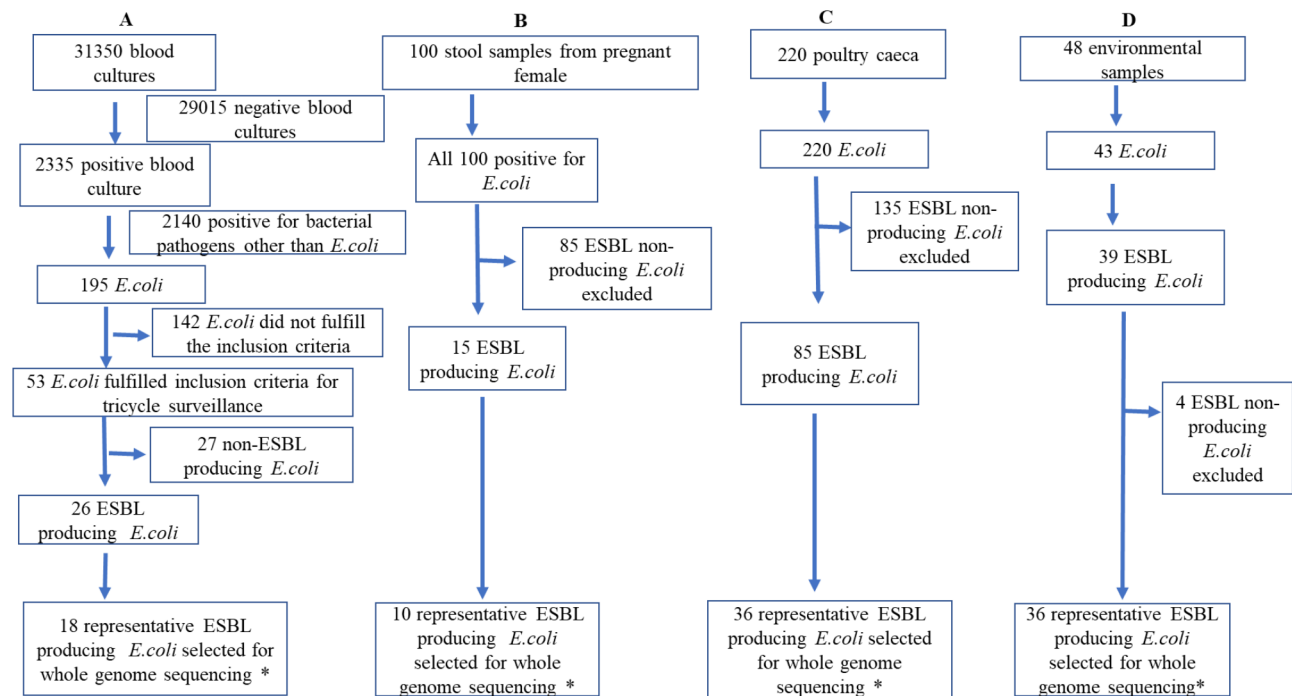 A
31350 blood
cultures
29015 negative blood
cultures
2335 positive blood
culture
2140 positive for bacterial
pathogens other than E.coli
195 E.coli
142 E.coli did not fulfill
the inclusion criteria
53 E.coli fulfilled inclusion criteria for
tricycle surveillance
27 non-ESBL
producing E.coli
26 ESBL
producing E.coli
18 representative ESBL
producing E.coli selected for
whole genome sequencing *
B
100 stool samples from pregnant
female
All 100 positive for
E.coli
85 ESBL non-
producing E.coli
excluded
15 ESBL
producing E.coli
10 representative ESBL
producing E.coli
selected for whole
genome sequencing *
C
220 poultry caeca
220 E.coli
135 ESBL non-
producing E.coli
excluded
85 ESBL
producing E.coli
36 representative ESBL
producing E.coli selected
for whole genome
sequencing *
D
48 environmental
samples
43 E.coli
39 ESBL
producing E.coli
4 ESBL non-
producing
E.coli
excluded
36 representative ESBL
producing E.coli
selected for whole
genome sequencing*